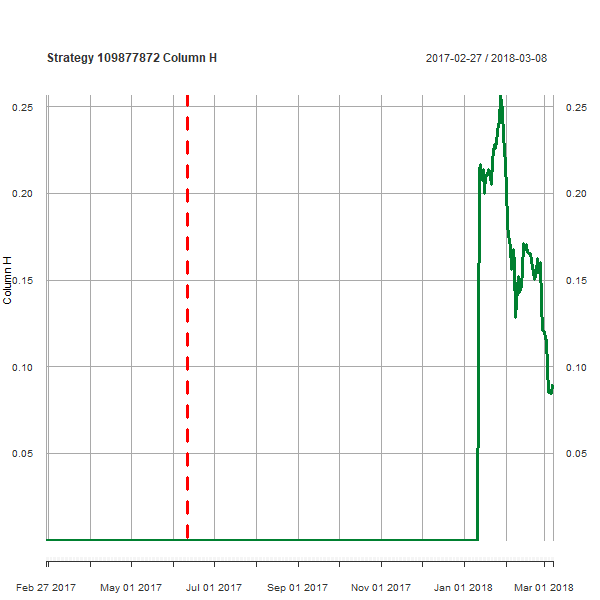 Strategy 109877872 Column H
2017-02-27 / 2018-03-08
0.25
0.25
0.20
0.20
Column H
0.15
0.15
0.10
0.10
0.05
0.05
Feb 27 2017
May 01 2017
Jul 01 2017
Sep 01 2017
Nov 01 2017
Jan 01 2018
Mar 01 2018